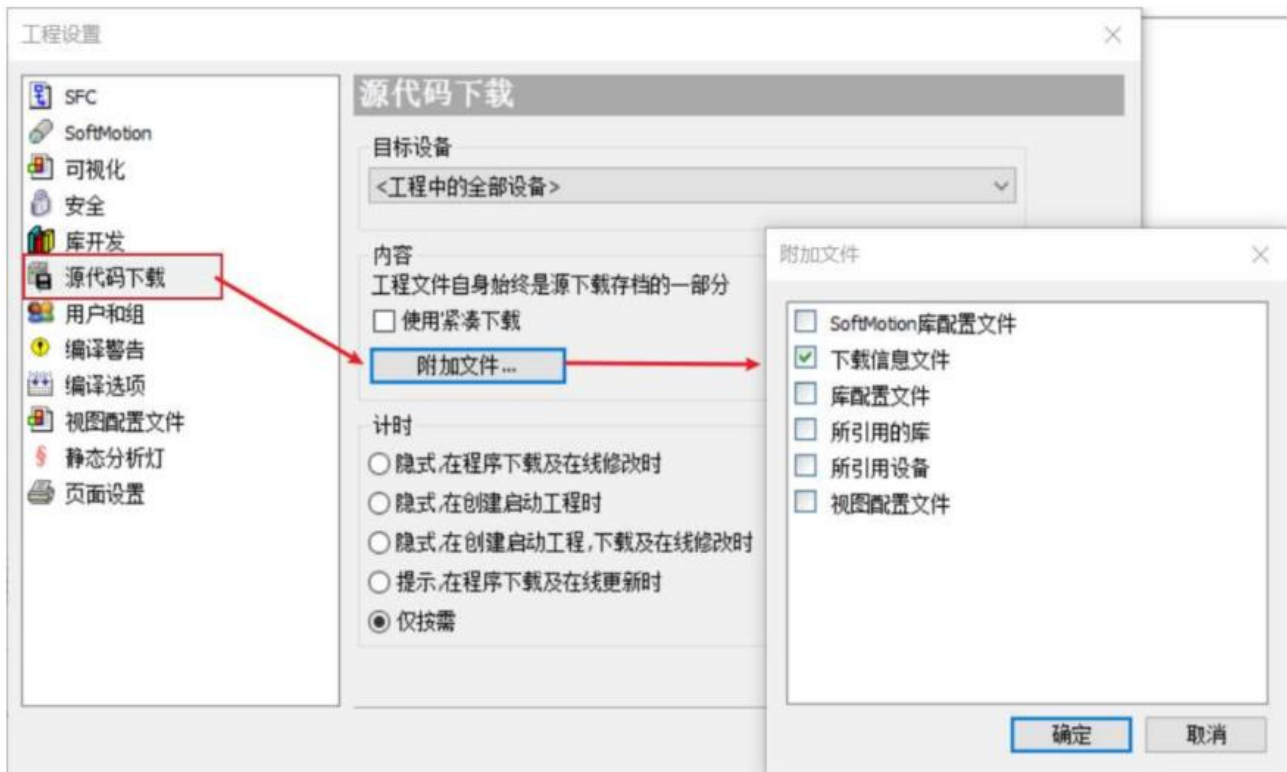 工程设置
SFC
SoftMotion
可视化
安全
库开发
源代码下载
用户和组
编译警告
编译选项
视图配置文件
静态分析灯
页面设置
源代码下载
目标设备
<工程中的全部设备>
内容
工程文件自身始终是源下载存档的一部分
使用'紧凑下载
附加文件...
计时
隐式,在程序下载及在线修改时
隐式,在创建启动工程时
隐式,在创建启动工程,下载及在线修改时
提示,在程序下载及在线更新时
仅按需
附加文件
SoftMotion库配置文件
下载信息文件
库配置文件
所引用的库
所引用设备
视图配置文件
确定
取消